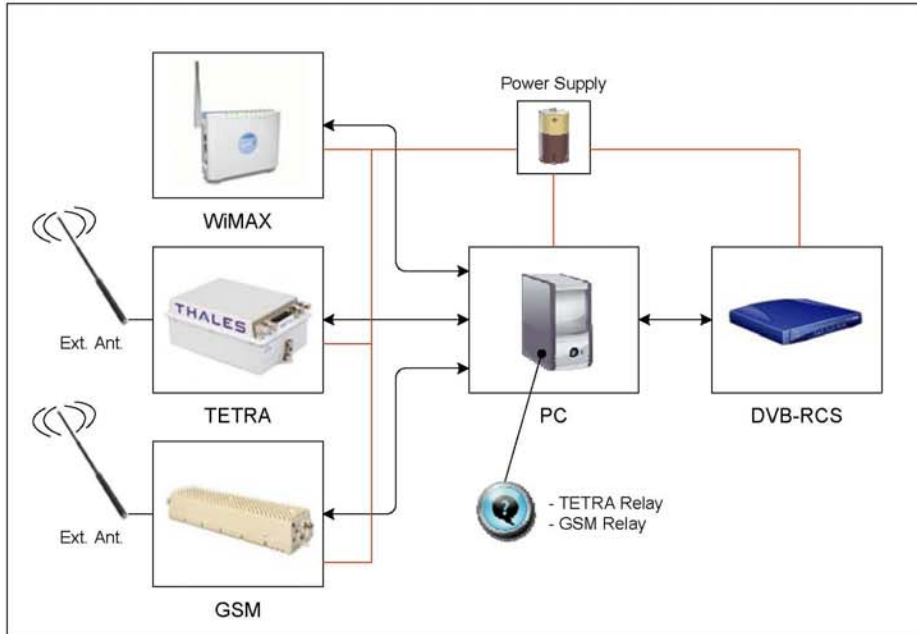 Power Supply
WiMAX
THALES
Ext. Ant.
TETRA
PC
DVB-RCS
?
- TETRA Relay
- GSM Relay
Ext. Ant.
GSM